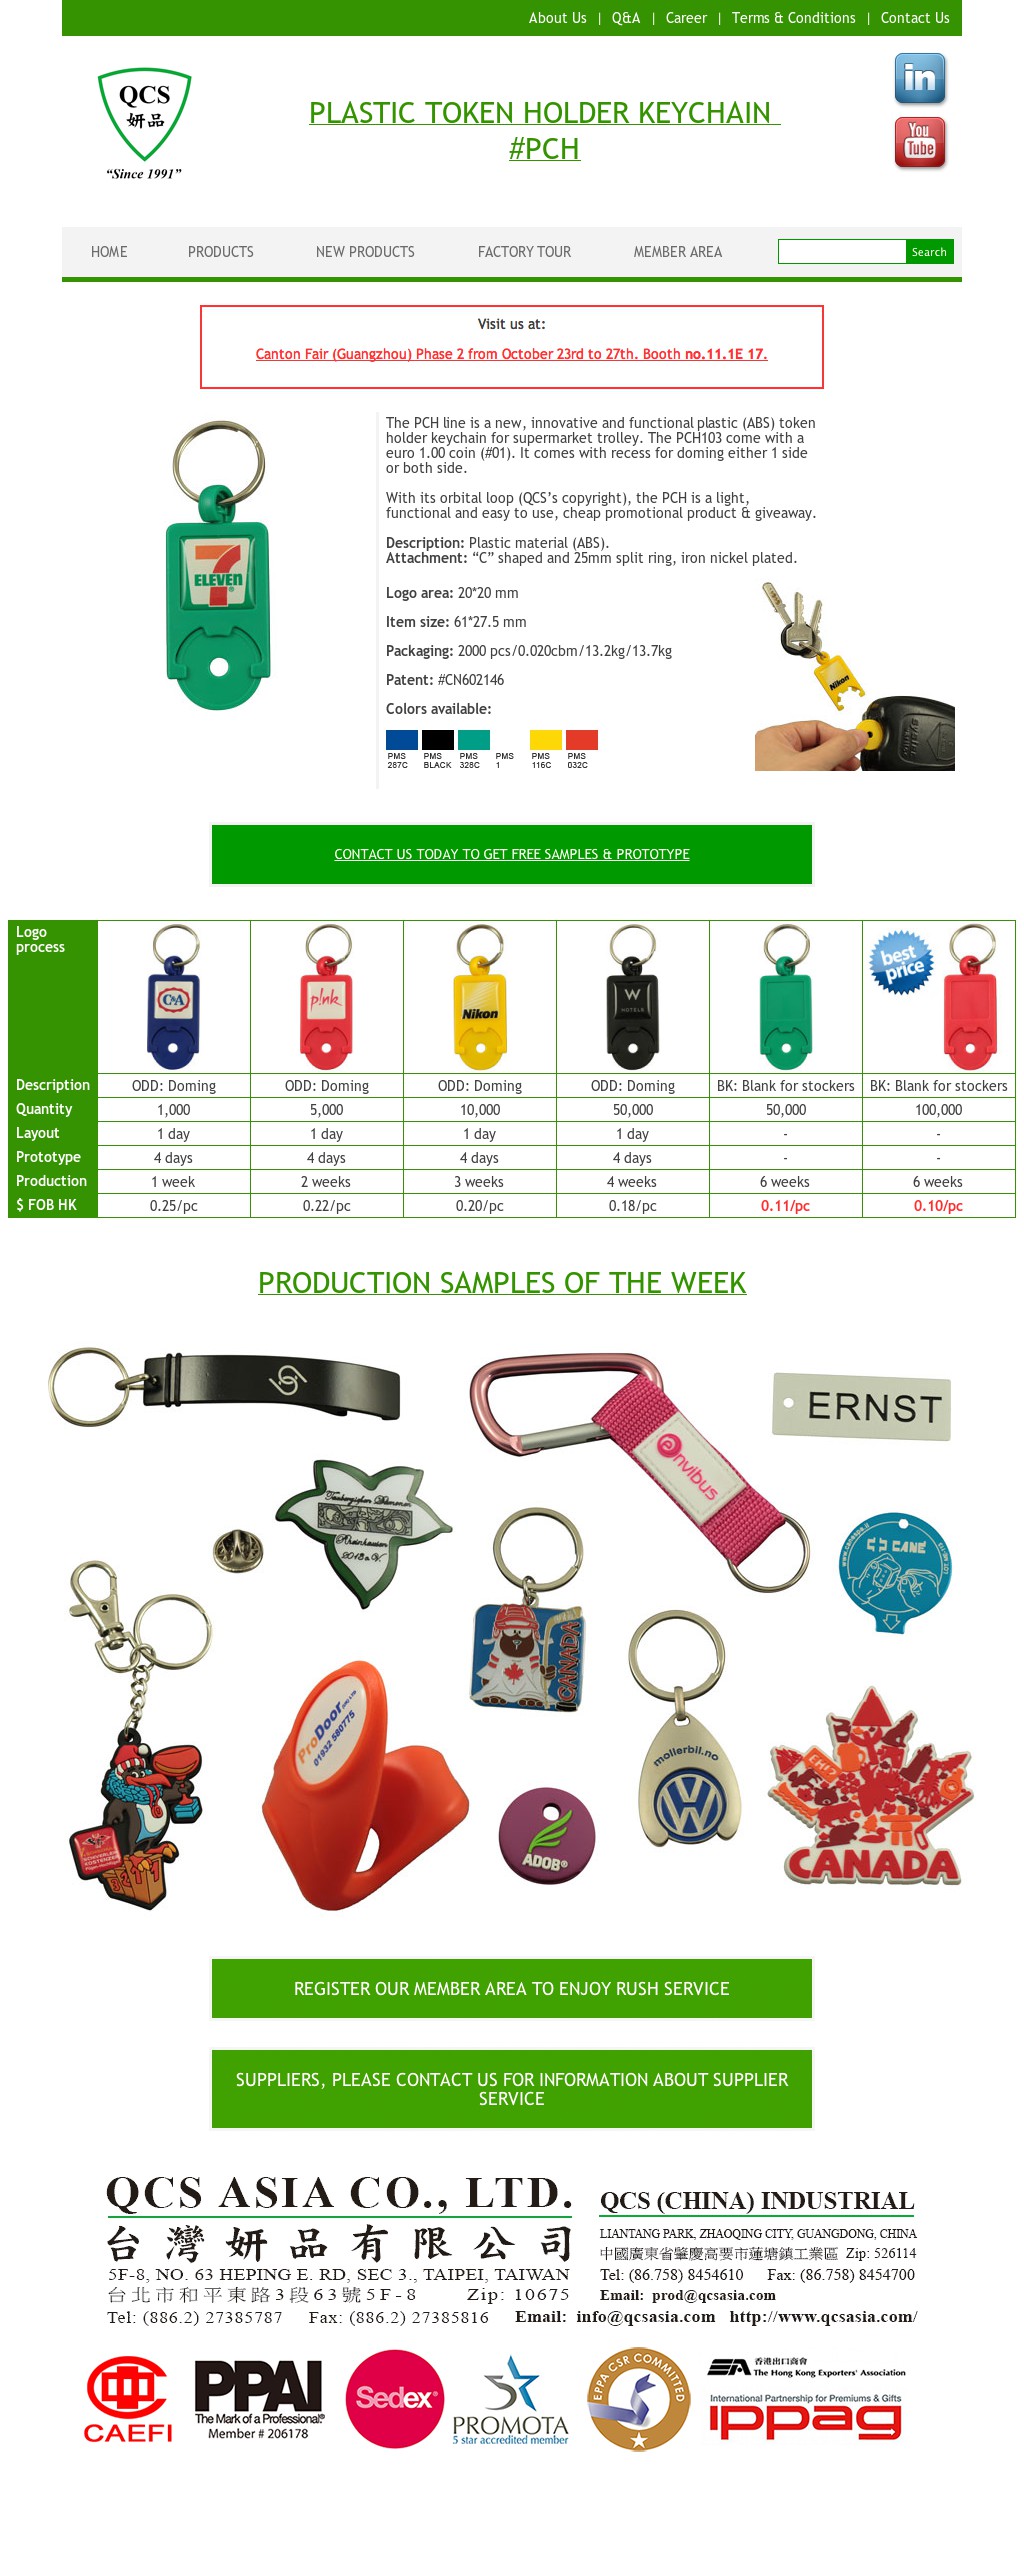 About Us | Q&A | Career | Terms & Conditions | Contact Us
QCS
妍品
“Since 1991”
PLASTIC TOKEN HOLDER KEYCHAIN
#PCH
in
You
Tube
HOME PRODUCTS NEW PRODUCTS FACTORY TOUR MEMBER AREA Search
Visit us at:
Canton Fair (Guangzhou) Phase 2 from October 23rd to 27th. Booth no.11.1E 17.
7
ELEVEN
The PCH line is a new, innovative and functional plastic (ABS) token
holder keychain for supermarket trolley. The PCH103 come with a
euro 1.00 coin (#01). It comes with recess for doming either 1 side
or both side.
With its orbital loop (QCS’s copyright), the PCH is a light,
functional and easy to use, cheap promotional product & giveaway.
Description: Plastic material (ABS).
Attachment: “C” shaped and 25mm split ring, iron nickel plated.
Logo area: 20*20 mm
Item size: 61*27.5 mm
Packaging: 2000 pcs/0.020cbm/13.2kg/13.7kg
Patent: #CN602146
Colors available:
Nikon
PMS 287C PMS BLACK PMS 328C PMS 1 PMS 116C PMS 032C
CONTACT US TODAY TO GET FREE SAMPLES & PROTOTYPE
Logo
process
C&A p!nk Nikon W HOTELS best price
Description ODD: Doming ODD: Doming ODD: Doming ODD: Doming BK: Blank for stockers BK: Blank for stockers
Quantity 1,000 5,000 10,000 50,000 50,000 100,000
Layout 1 day 1 day 1 day 1 day - -
Prototype 4 days 4 days 4 days 4 days - -
Production 1 week 2 weeks 3 weeks 4 weeks 6 weeks 6 weeks
$ FOB HK 0.25/pc 0.22/pc 0.20/pc 0.18/pc 0.11/pc 0.10/pc
PRODUCTION SAMPLES OF THE WEEK
ERNST
envibus
CANÉ
CANADA
ProDoor
01932 580775
mollerbil.no
VW
ADOB®
CANADA
REGISTER OUR MEMBER AREA TO ENJOY RUSH SERVICE
SUPPLIERS, PLEASE CONTACT US FOR INFORMATION ABOUT SUPPLIER
SERVICE
QCS ASIA CO., LTD.
台灣妍品有限公司
5F-8, NO. 63 HEPING E. RD, SEC 3., TAIPEI, TAIWAN
台北市和平東路3段63號5F-8 Zip: 10675
Tel: (886.2) 27385787 Fax: (886.2) 27385816 Email: info@qcsasia.com http://www.qcsasia.com/
QCS (CHINA) INDUSTRIAL
LIANTANG PARK, ZHAOQING CITY, GUANGDONG, CHINA
中國廣東省肇慶高要市蓮塘鎮工業區 Zip: 526114
Tel: (86.758) 8454610 Fax: (86.758) 8454700
Email: prod@qcsasia.com
CAEFI
PPAI
The Mark of a Professional.®
Member # 206178
Sedex®
PROMOTA
5 star accredited member
EPPA CSR COMMITTED
香港出口商會
The Hong Kong Exporters' Association
International Partnership for Premiums & Gifts
ippag